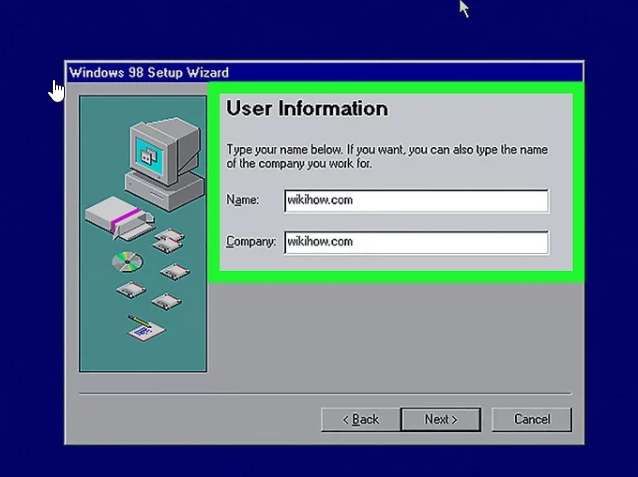 Windows 98 Setup Wizard
User Information
Type your name below. If you want, you can also type the name
of the company you work for.
Name: wikihow.com
Company: wikihow.com
< Back Next > Cancel